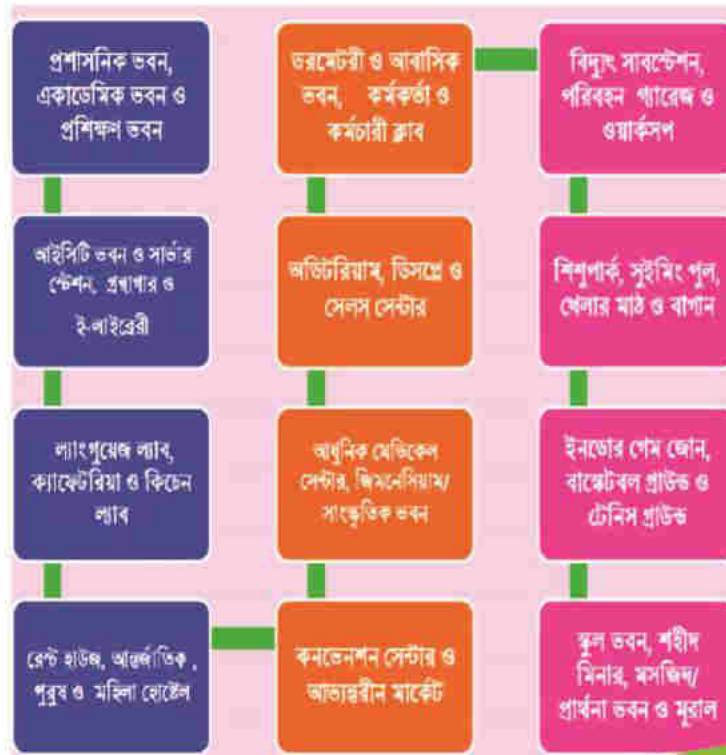 প্রশাসনিক ভবন,
একাডেমিক ভবন ও
প্রশিক্ষণ ভবন
আইসিটি ভবন ও সার্ভার
স্টেশন, গ্রন্থাগার ও
ই-লাইব্রেরী
ল্যাংগুয়েজ ল্যাব,
ক্যাফেটরিয়া ও কিচেন
ল্যাব
রেস্ট হাউজ, আন্তর্জাতিক ,
পুরুষ ও মহিলা হোষ্টেল
কনভেনশন সেন্টার ও
আভ্যন্তরীন মার্কেট
আধুনিক মেডিকেল
সেন্টার, জিমনেসিয়াম/
সাংস্কৃতিক ভবন
অডিটরিয়াম, ডিসপ্লে ও
সেলস সেন্টার
ডরমেটরী ও আবাসিক
ভবন, কর্মকর্তা ও
কর্মচারী ক্লাব
বিদ্যুৎ সাবস্টেশন,
পরিবহন গ্যারেজ ও
ওয়ার্কসপ
শিশুপার্ক, সুইমিং পুল,
খেলার মাঠ ও বাগান
ইনডোর গেম জোন,
বাস্কেটবল গ্রাউন্ড ও
টেনিস গ্রাউন্ড
স্কুল ভবন, শহীদ
মিনার, মসজিদ/
প্রার্থনা ভবন ও মুরাল